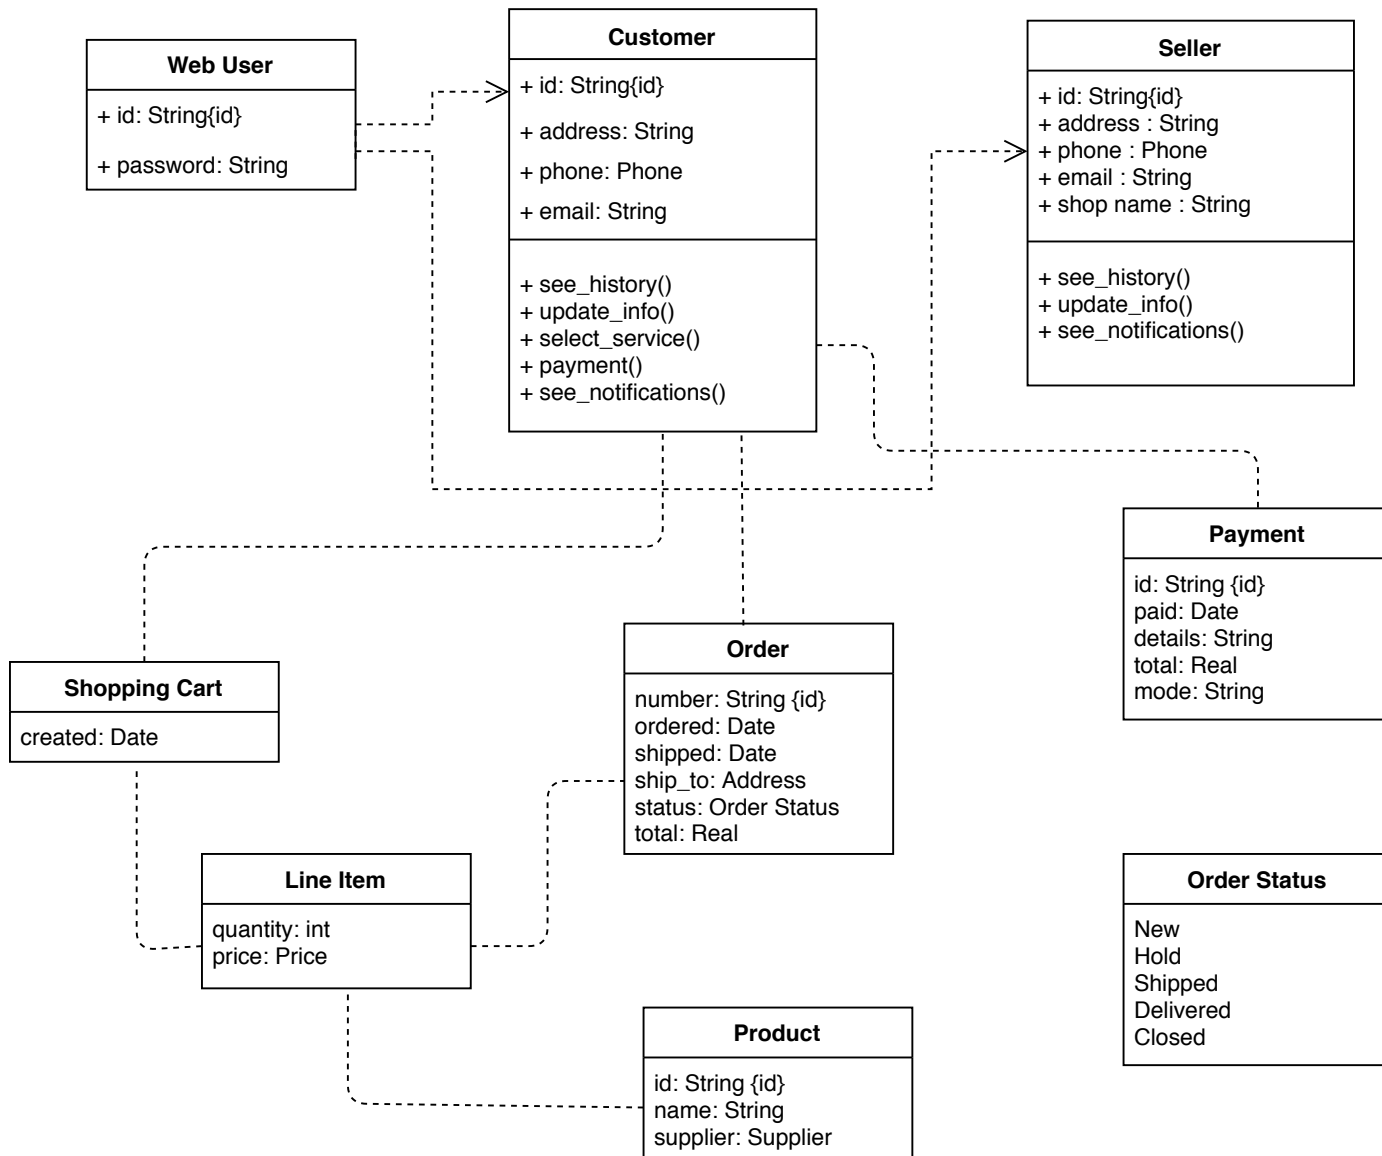 Web User
+ id: String{id}
+ password: String
Customer
+ id: String{id}
+ address: String
+ phone: Phone
+ email: String
+ see_history()
+ update_info()
+ select_service()
+ payment()
+ see_notifications()
Seller
+ id: String{id}
+ address : String
+ phone : Phone
+ email : String
+ shop name : String
+ see_history()
+ update_info()
+ see_notifications()
Payment
id: String {id}
paid: Date
details: String
total: Real
mode: String
Order
number: String {id}
ordered: Date
shipped: Date
ship_to: Address
status: Order Status
total: Real
Shopping Cart
created: Date
Line Item
quantity: int
price: Price
Order Status
New
Hold
Shipped
Delivered
Closed
Product
id: String {id}
name: String
supplier: Supplier